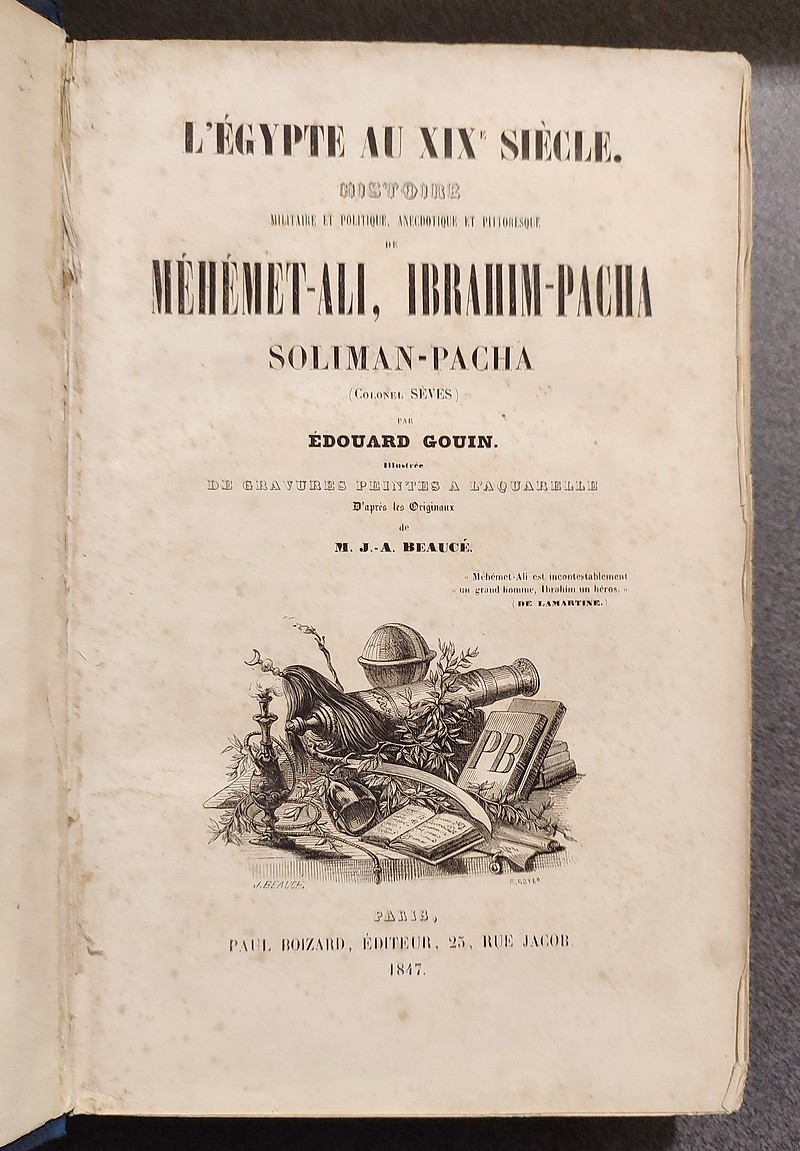 L'ÉGYPTE AU XIXE SIÈCLE.
HISTOIRE
MILITAIRE ET POLITIQUE, ANECDOTIQUE ET PITTORESQUE
DE
MÉHÉMET-ALI, IBRAHIM-PACHA
SOLIMAN-PACHA
(COLONEL SÈVES)
PAR
ÉDOUARD GOUIN.
Illustrée
DE GRAVURES PEINTES A L'AQUARELLE
D'après les Originaux
de
M. J.-A. BEAUCÉ.
« Méhémet-Ali est incontestablement
« un grand homme, Ibrahim un héros. »
(DE LAMARTINE.)
PB
J. BEAUCE.
PARIS,
PAUL BOIZARD, ÉDITEUR, 25, RUE JACOB.
1847.